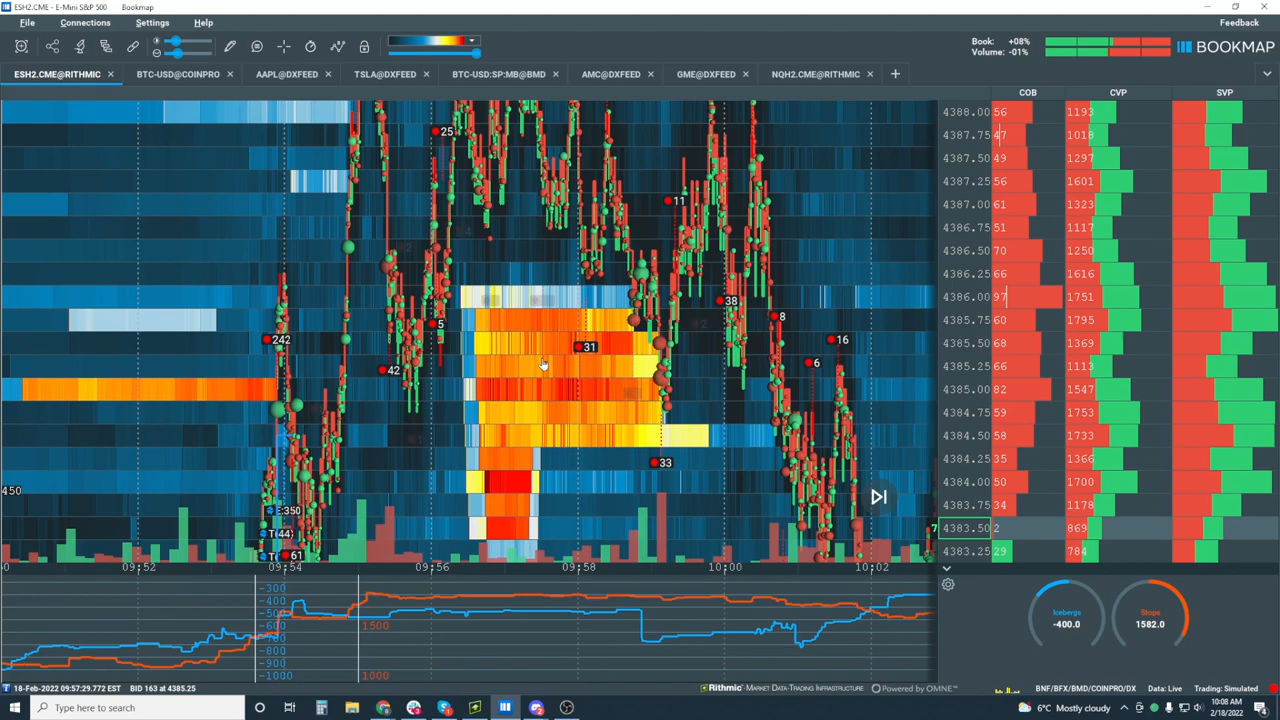 ESH2.CME - E-Mini S&P 500 Bookmap
File Connections Settings Help Feedback
Book: +08%
Volume: -01%
BOOKMAP
ESH2.CME@RITHMIC × BTC-USD@COINPRO × AAPL@DXFEED × TSLA@DXFEED × BTC-USD:SP:MB@BMD × AMC@DXFEED × GME@DXFEED × NQH2.CME@RITHMIC × +
COB CVP SVP
4388.00 56 1193
4387.75 47 1018
4387.50 49 1297
4387.25 56 1601
4387.00 61 1323
4386.75 51 1117
4386.50 70 1250
4386.25 66 1616
4386.00 97 1751
4385.75 60 1795
4385.50 68 1369
4385.25 66 1113
4385.00 82 1547
4384.75 59 1753
4384.50 58 1733
4384.25 35 1366
4384.00 50 1700
4383.75 34 1178
4383.50 2 869
4383.25 29 784
25
11
38
242
5
31
8
16
42
6
33
450
E:350
T(44)
61
7
09:52 09:54 09:56 09:58 10:00 10:02
-300
-400
-500
-600
-700
-800
-900
-1000
1500
1000
Icebergs
-400.0
Stops
1582.0
18-Feb-2022 09:57:29.772 EST BID 163 at 4385.25
Rithmic - Market Data-Trading Infrastructure
Powered by OMNE™
BNF/BFX/BMD/COINPRO/DX Data: Live Trading: Simulated
Type here to search
6°C Mostly cloudy
10:08 AM
2/18/2022
4